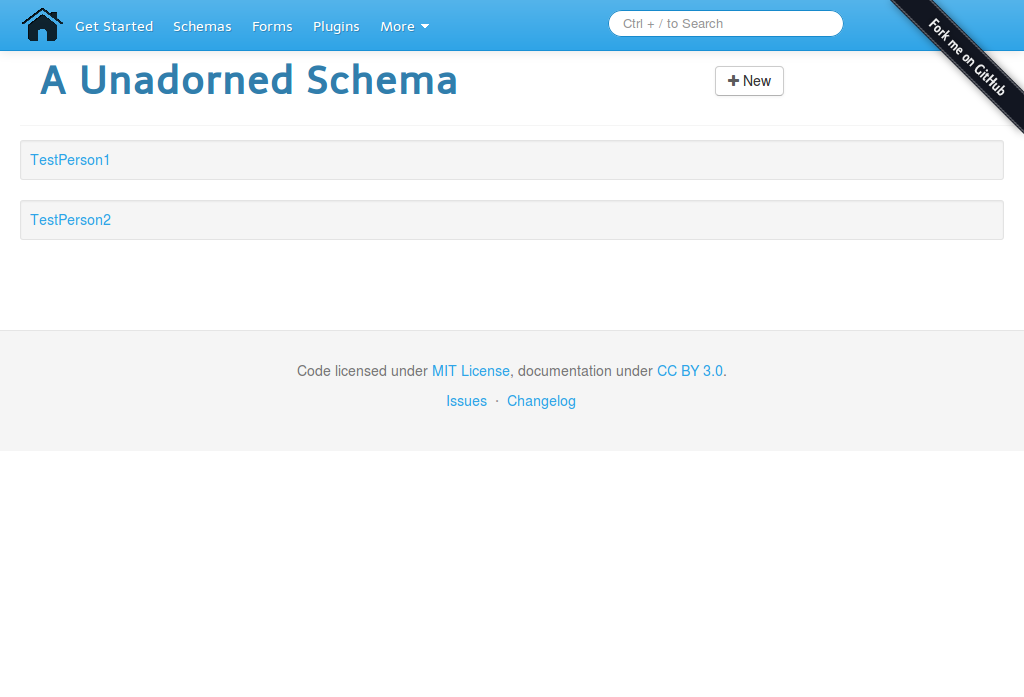 Get Started Schemas Forms Plugins More Ctrl + / to Search
Fork me on GitHub
A Unadorned Schema
New
TestPerson1
TestPerson2
Code licensed under MIT License, documentation under CC BY 3.0.
Issues · Changelog